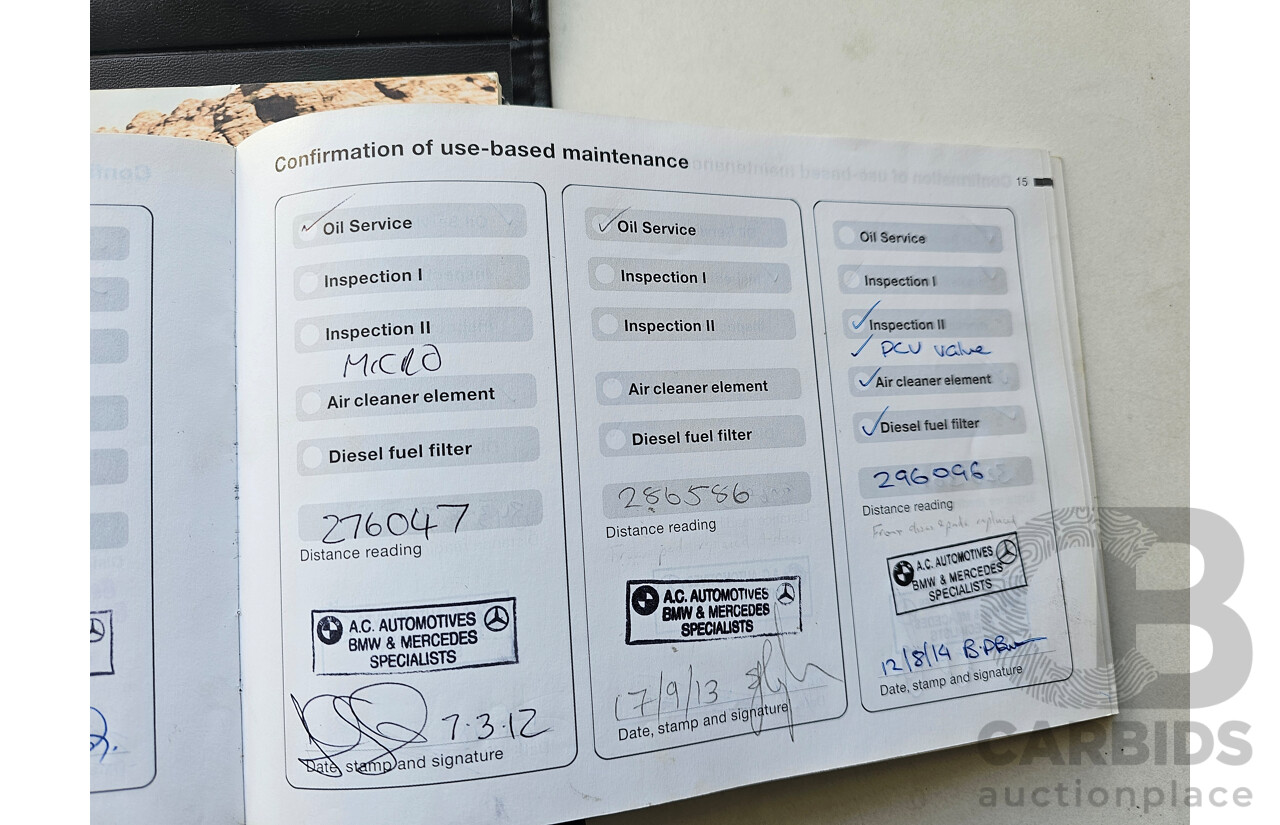 Confirmation of use-based maintenance
15
Oil Service
Inspection I
Inspection II
MICRO
Air cleaner element
Diesel fuel filter
276047
Distance reading
A.C. AUTOMOTIVES
BMW & MERCEDES
SPECIALISTS
7.3.12
Date, stamp and signature
Oil Service
Inspection I
Inspection II
Air cleaner element
Diesel fuel filter
286586
Distance reading
A.C. AUTOMOTIVES
BMW & MERCEDES
SPECIALISTS
17/9/13
Date, stamp and signature
Oil Service
Inspection I
Inspection II
PCV valve
Air cleaner element
Diesel fuel filter
296096
Distance reading
A.C. AUTOMOTIVES
BMW & MERCEDES
SPECIALISTS
12/8/14
Date, stamp and signature
CARBIDS
auctionplace